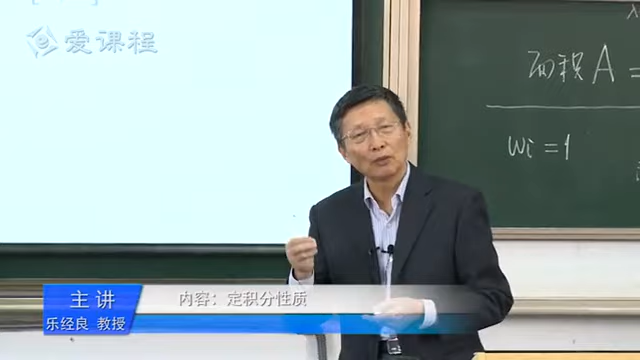 爱课程
面积 A =
wi = 1
主讲
乐经良 教授
内容：定积分性质